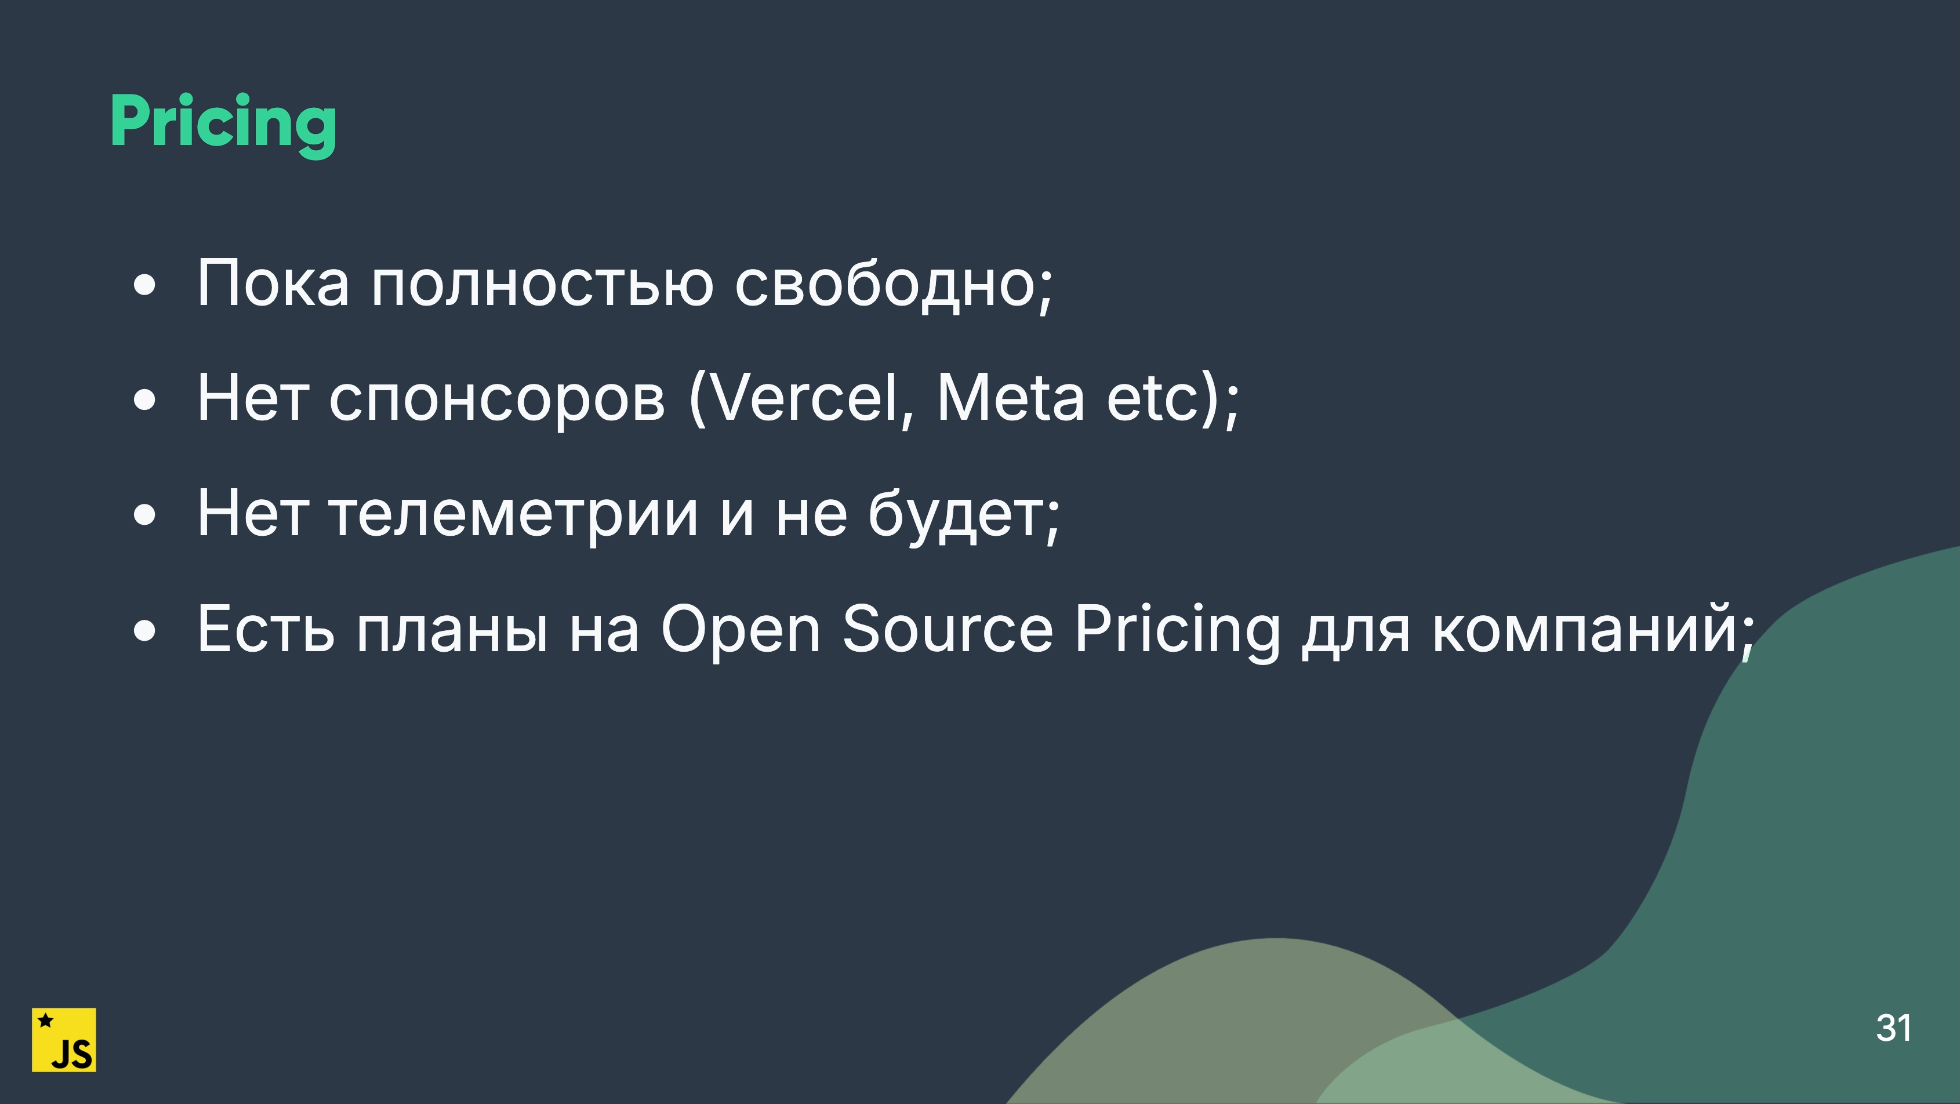 Pricing
• Пока полностью свободно;
• Нет спонсоров (Vercel, Meta etc);
• Нет телеметрии и не будет;
• Есть планы на Open Source Pricing для компаний;
JS
31